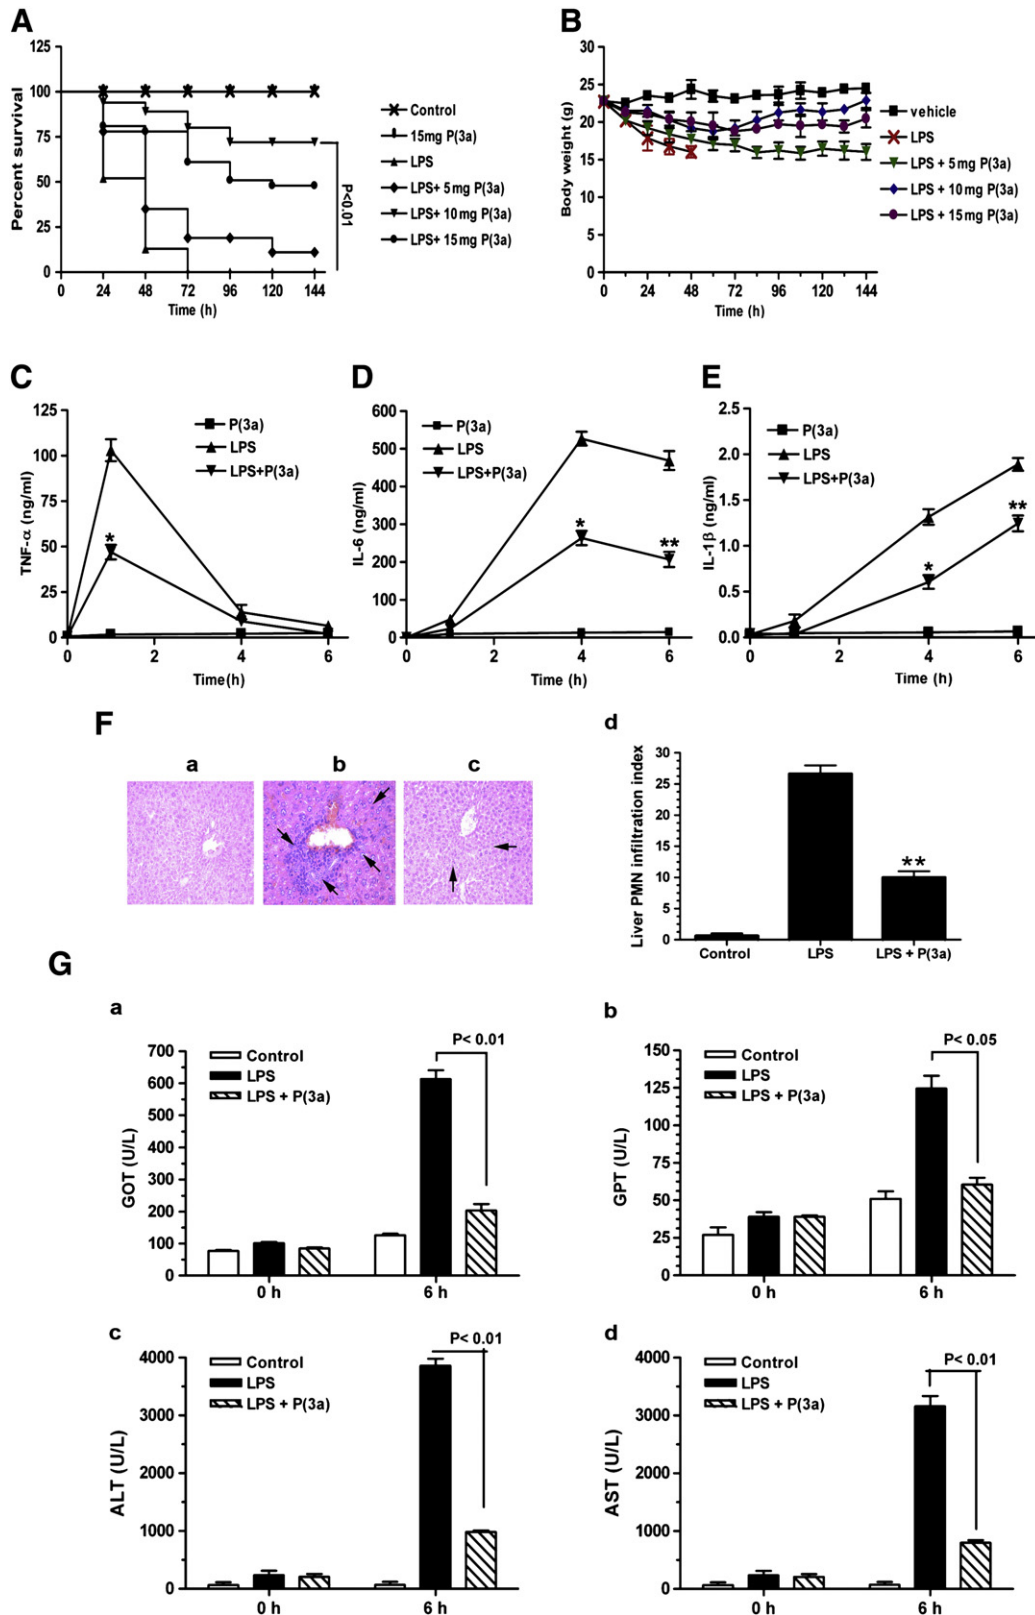 A
Percent survival
125
100
75
50
25
0
0 24 48 72 96 120 144
Time (h)
Control
15mg P(3a)
LPS
LPS+ 5mg P(3a)
LPS+ 10mg P(3a)
LPS+ 15mg P(3a)
P<0.01
B
Body weight (g)
30
25
20
15
10
5
0
0 24 48 72 96 120 144
Time (h)
vehicle
LPS
LPS + 5mg P(3a)
LPS + 10mg P(3a)
LPS + 15mg P(3a)
C
TNF-α (ng/ml)
125
100
75
50
25
0
0 2 4 6
Time(h)
P(3a)
LPS
LPS+P(3a)
*
D
IL-6 (ng/ml)
600
500
400
300
200
100
0
0 2 4 6
Time (h)
P(3a)
LPS
LPS+P(3a)
*
**
E
IL-1β (ng/ml)
2.5
2.0
1.5
1.0
0.5
0.0
0 2 4 6
Time (h)
P(3a)
LPS
LPS+P(3a)
*
**
F
a b c
d
Liver PMN infiltration index
30
25
20
15
10
5
0
**
Control LPS LPS + P(3a)
G
a
GOT (U/L)
700
600
500
400
300
200
100
0
Control
LPS
LPS + P(3a)
P< 0.01
0 h 6 h
b
GPT (U/L)
150
125
100
75
50
25
0
Control
LPS
LPS + P(3a)
P< 0.05
0 h 6 h
c
ALT (U/L)
4000
3000
2000
1000
0
Control
LPS
LPS + P(3a)
P< 0.01
0 h 6 h
d
AST (U/L)
4000
3000
2000
1000
0
Control
LPS
LPS + P(3a)
P< 0.01
0 h 6 h